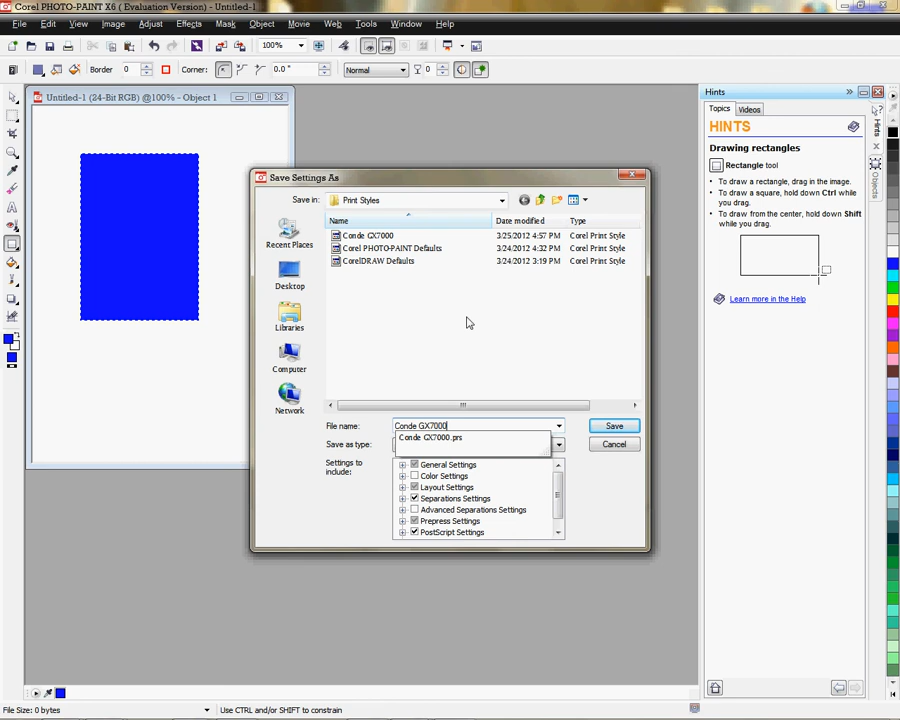 Corel PHOTO-PAINT X6 ( Evaluation Version) - Untitled-1
File Edit View Image Adjust Effects Mask Object Movie Web Tools Window Help
100%
Border 0 Corner: 0.0 ° Normal 0
Untitled-1 (24-Bit RGB) @100% - Object 1
Hints
Topics Videos
HINTS
Drawing rectangles
Rectangle tool
• To draw a rectangle, drag in the image.
• To draw a square, hold down Ctrl while you drag.
• To draw from the center, hold down Shift while you drag.
Learn more in the Help
Hints
Objects
Save Settings As
Save in: Print Styles
Name Date modified Type
Conde GX7000 3/25/2012 4:57 PM Corel Print Style
Corel PHOTO-PAINT Defaults 3/24/2012 4:32 PM Corel Print Style
CorelDRAW Defaults 3/24/2012 3:19 PM Corel Print Style
Recent Places
Desktop
Libraries
Computer
Network
File name: Conde GX7000 Save
Conde GX7000.prs
Save as type: Cancel
Settings to include:
General Settings
Color Settings
Layout Settings
Separations Settings
Advanced Separations Settings
Prepress Settings
PostScript Settings
File Size: 0 bytes Use CTRL and/or SHIFT to constrain